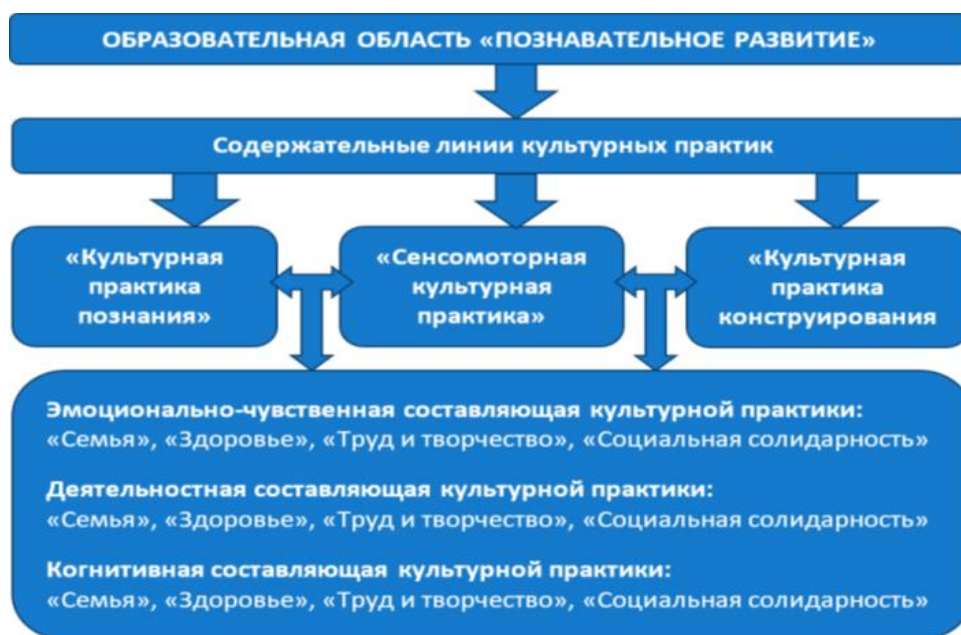 ОБРАЗОВАТЕЛЬНАЯ ОБЛАСТЬ «ПОЗНАВАТЕЛЬНОЕ РАЗВИТИЕ»
Содержательные линии культурных практик
«Культурная
практика
познания»
«Сенсомоторная
культурная
практика»
«Культурная
практика
конструирования
Эмоционально-чувственная составляющая культурной практики:
«Семья», «Здоровье», «Труд и творчество», «Социальная солидарность»
Деятельностная составляющая культурной практики:
«Семья», «Здоровье», «Труд и творчество», «Социальная солидарность»
Когнитивная составляющая культурной практики:
«Семья», «Здоровье», «Труд и творчество», «Социальная солидарность»